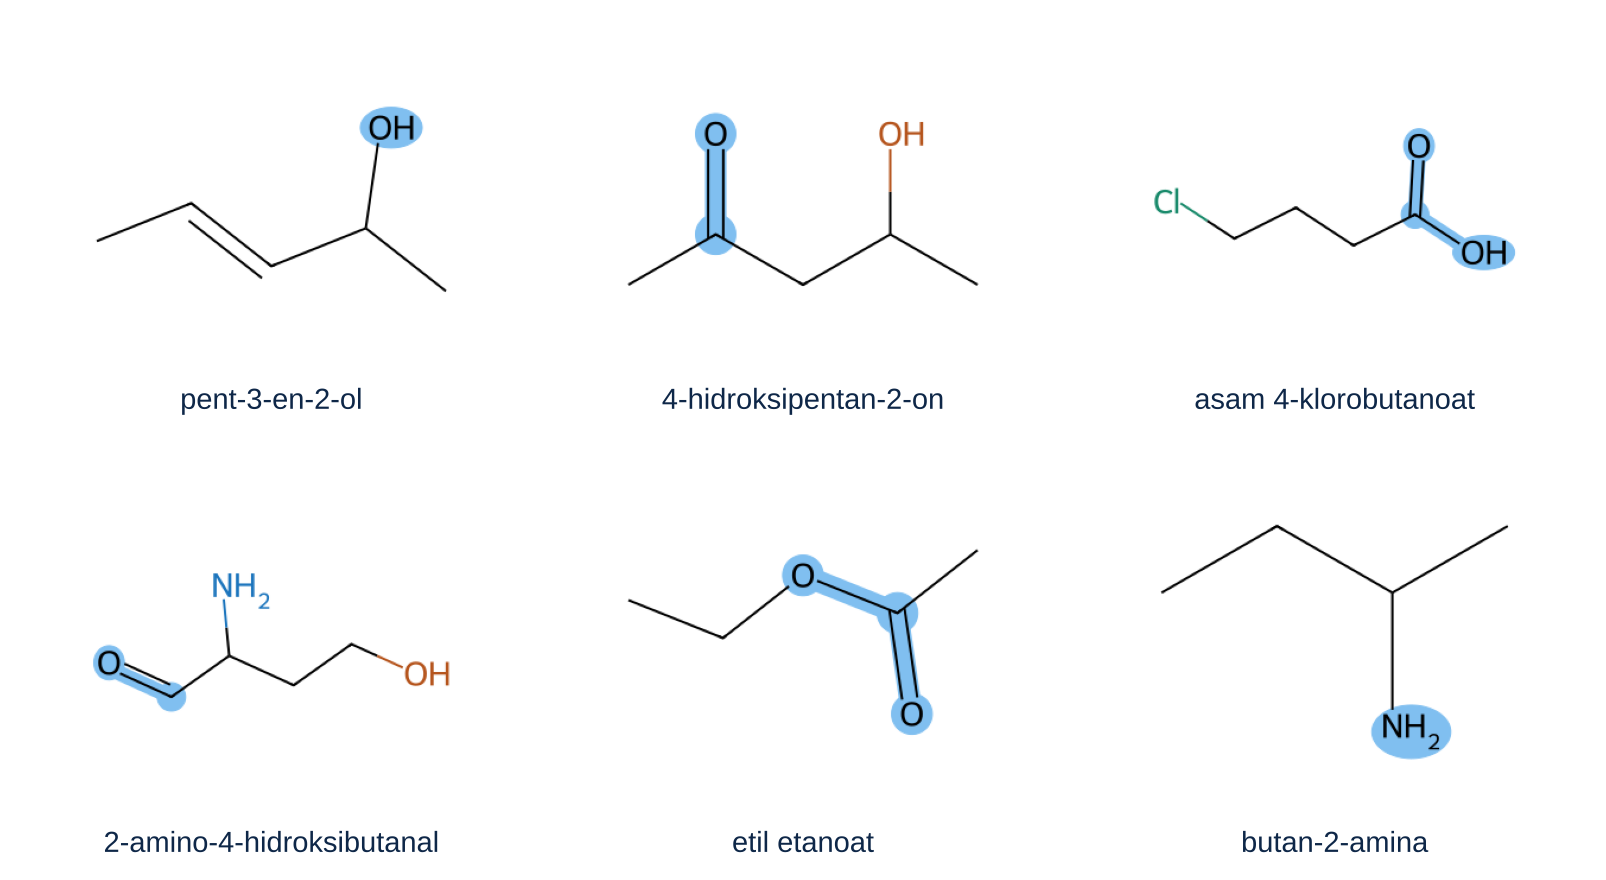 OH
O
OH
O
Cl
OH
pent-3-en-2-ol
4-hidroksipentan-2-on
asam 4-klorobutanoat
NH2
O
OH
O
O
NH2
2-amino-4-hidroksibutanal
etil etanoat
butan-2-amina